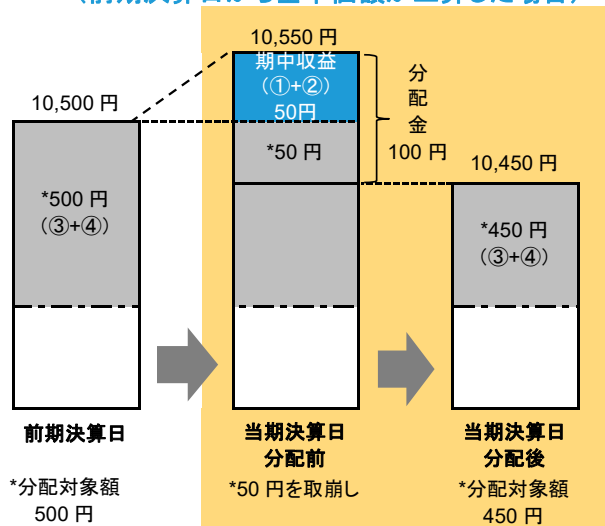 (前期決算日から基準価額が上昇した場合)
10,550 円
期中収益
(①+②)
50円
分
配
金
100 円
10,500 円
*50 円
10,450 円
*500 円
(③+④)
*450 円
(③+④)
前期決算日
当期決算日
分配前
当期決算日
分配後
*分配対象額
500 円
*50 円を取崩し
*分配対象額
450 円